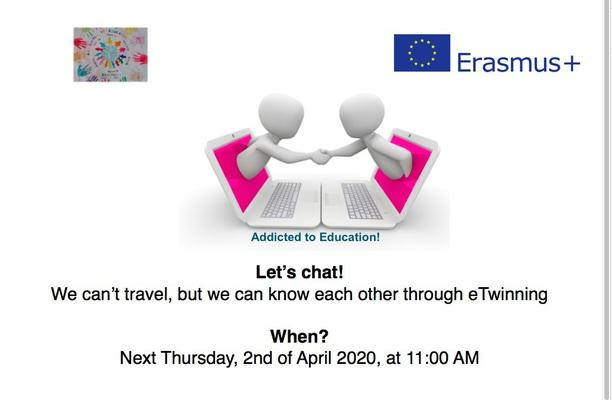 Erasmus+
Addicted to Education!
Let’s chat!
We can’t travel, but we can know each other through eTwinning
When?
Next Thursday, 2nd of April 2020, at 11:00 AM